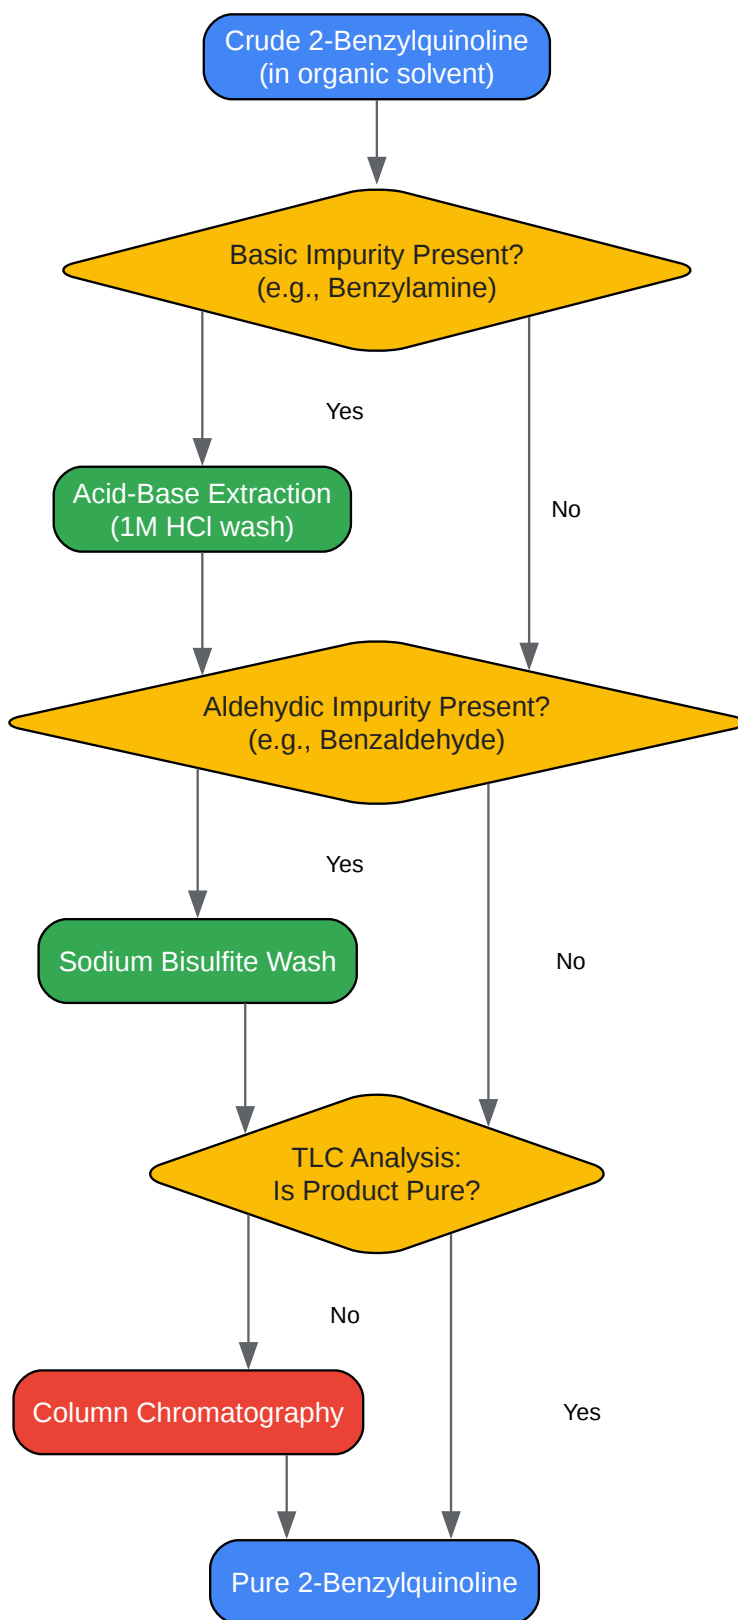 Crude 2-Benzylquinoline
(in organic solvent)
Basic Impurity Present?
(e.g., Benzylamine)
Yes
Acid-Base Extraction
(1M HCl wash)
No
Aldehydic Impurity Present?
(e.g., Benzaldehyde)
Yes
Sodium Bisulfite Wash
No
TLC Analysis:
Is Product Pure?
No
Column Chromatography
Yes
Pure 2-Benzylquinoline